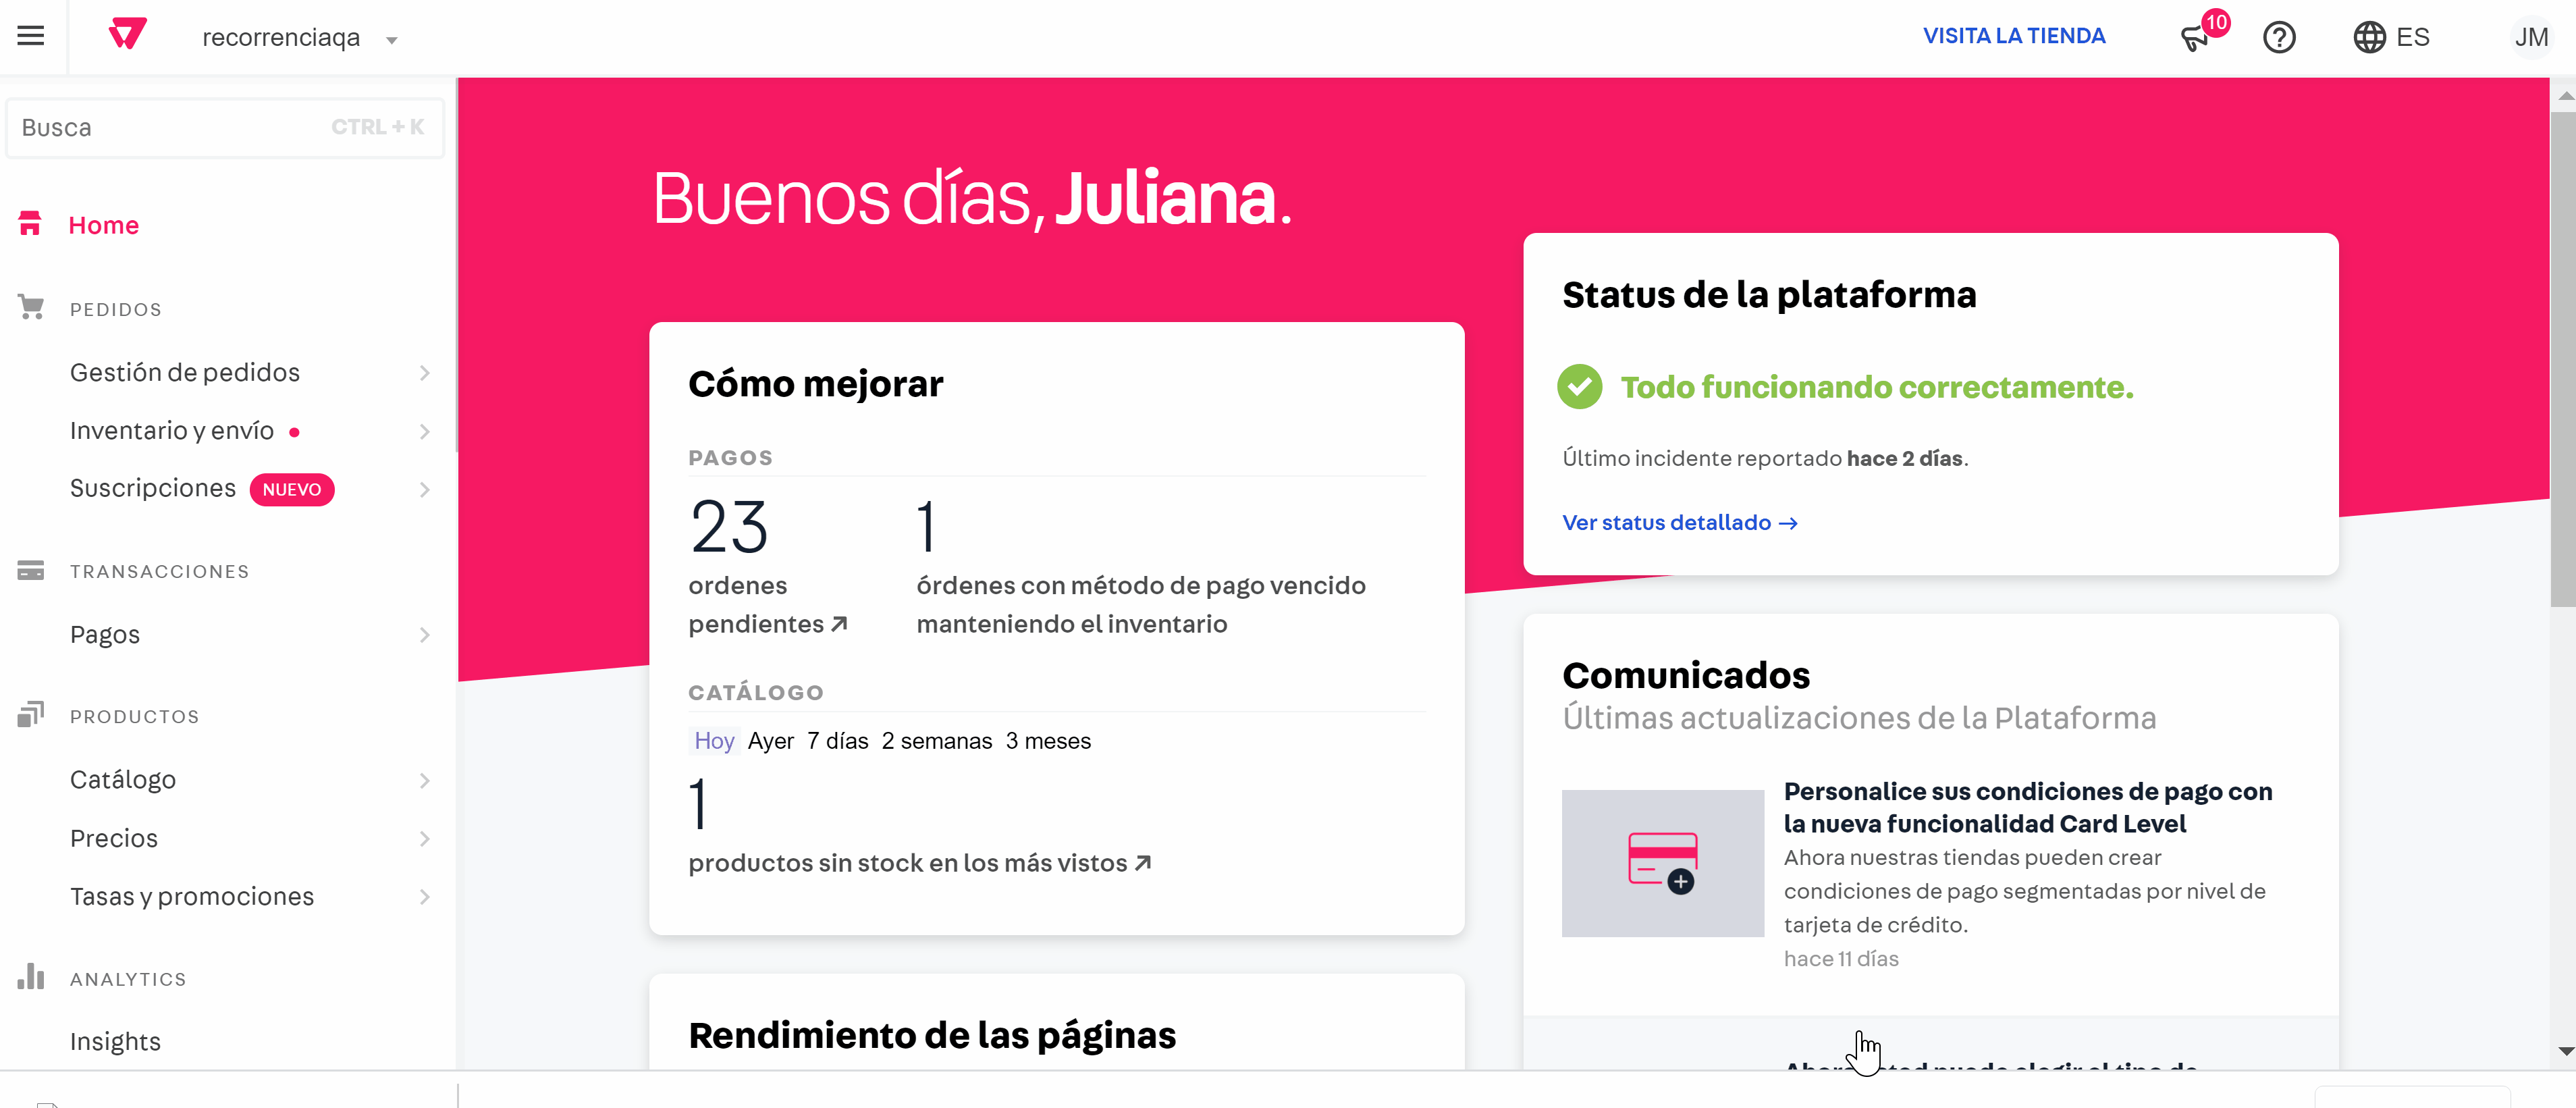 recorrenciaqa
VISITA LA TIENDA
10
ES
JM
Busca
CTRL + K
Home
PEDIDOS
Gestión de pedidos
Inventario y envío
Suscripciones NUEVO
TRANSACCIONES
Pagos
PRODUCTOS
Catálogo
Precios
Tasas y promociones
ANALYTICS
Insights
Buenos días, Juliana.
Cómo mejorar
PAGOS
23
ordenes
pendientes
1
órdenes con método de pago vencido
manteniendo el inventario
CATÁLOGO
Hoy Ayer 7 días 2 semanas 3 meses
1
productos sin stock en los más vistos
Rendimiento de las páginas
Status de la plataforma
Todo funcionando correctamente.
Último incidente reportado hace 2 días.
Ver status detallado →
Comunicados
Últimas actualizaciones de la Plataforma
Personalice sus condiciones de pago con
la nueva funcionalidad Card Level
Ahora nuestras tiendas pueden crear
condiciones de pago segmentadas por nivel de
tarjeta de crédito.
hace 11 días
puede elegir el tipo de